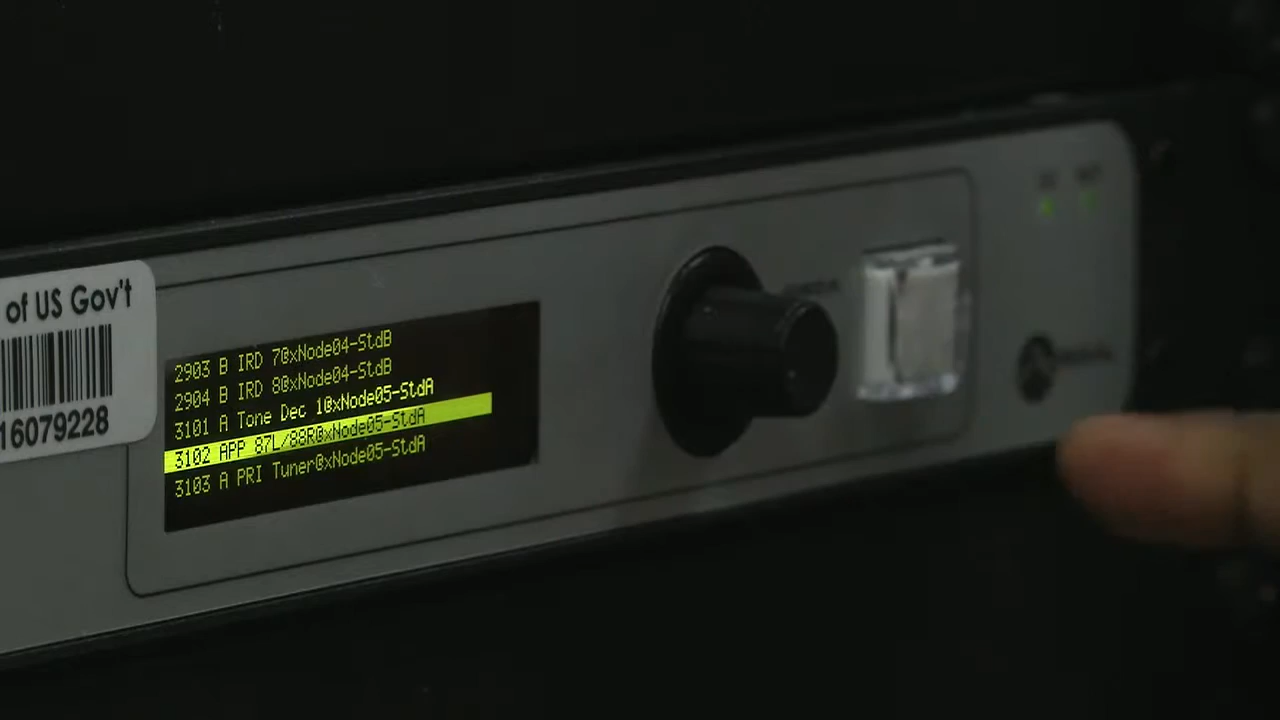 of US Gov't
16079228
2903 B IRD 7@xNode04-StdB
2904 B IRD 8@xNode04-StdB
3101 A Tone Dec 1@xNode05-StdA
3102 APP 87L/88R@xNode05-StdA
3103 A PRI Tuner@xNode05-StdA